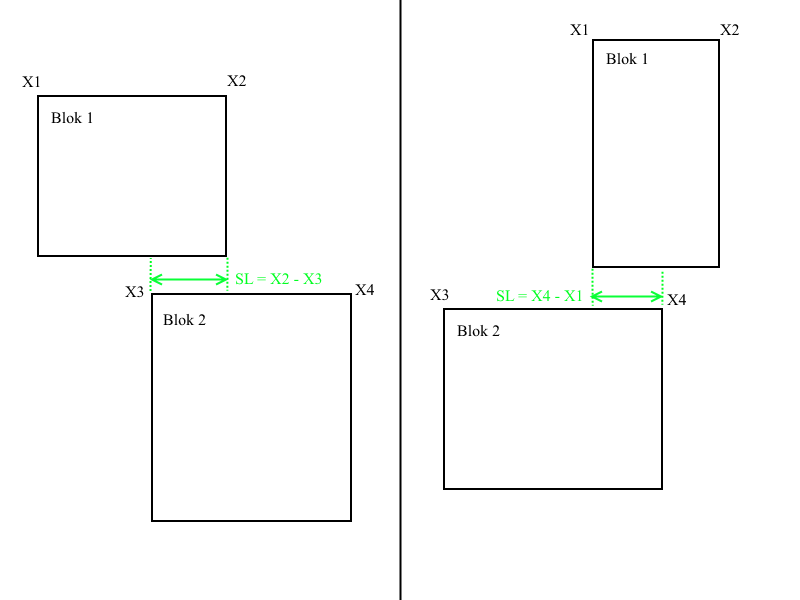 X1
X2
Blok 1
SL = X2 - X3
X3
X4
Blok 2
X1
X2
Blok 1
X3
SL = X4 - X1
X4
Blok 2